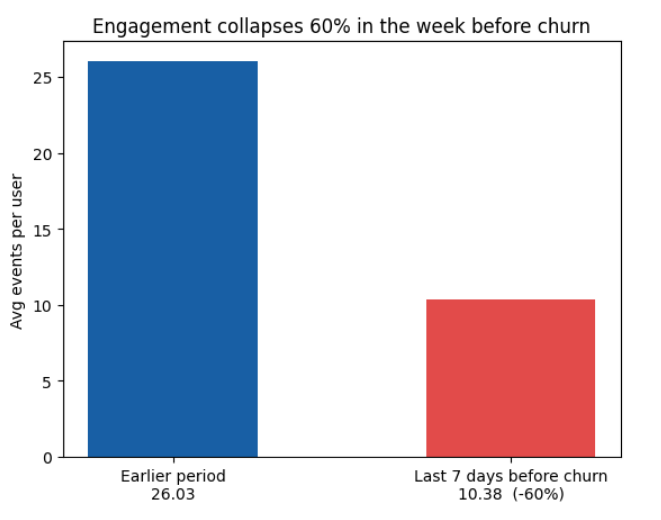 Engagement collapses 60% in the week before churn
Avg events per user
25
20
15
10
5
0
Earlier period
26.03
Last 7 days before churn
10.38 (-60%)